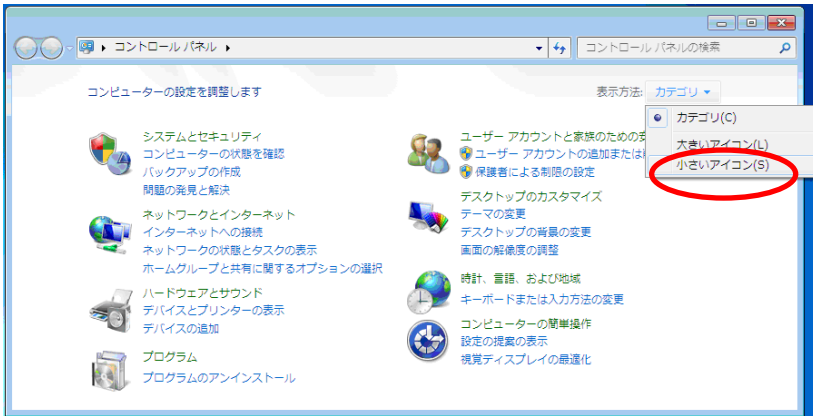 コントロール パネル
コントロール パネルの検索
コンピューターの設定を調整します
表示方法: カテゴリ
カテゴリ(C)
大きいアイコン(L)
小さいアイコン(S)
システムとセキュリティ
コンピューターの状態を確認
バックアップの作成
問題の発見と解決
ネットワークとインターネット
インターネットへの接続
ネットワークの状態とタスクの表示
ホームグループと共有に関するオプションの選択
ハードウェアとサウンド
デバイスとプリンターの表示
デバイスの追加
プログラム
プログラムのアンインストール
ユーザー アカウントと家族のための
ユーザー アカウントの追加または
保護者による制限の設定
デスクトップのカスタマイズ
テーマの変更
デスクトップの背景の変更
画面の解像度の調整
時計、言語、および地域
キーボードまたは入力方法の変更
コンピューターの簡単操作
設定の提案の表示
視覚ディスプレイの最適化